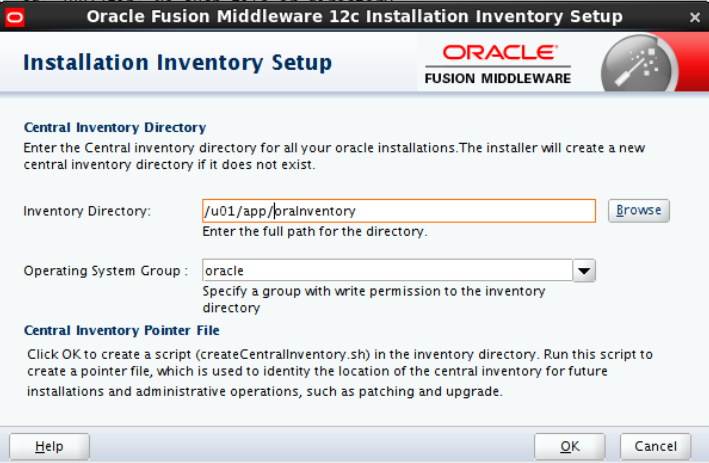 Oracle Fusion Middleware 12c Installation Inventory Setup
Installation Inventory Setup
ORACLE
FUSION MIDDLEWARE
Central Inventory Directory
Enter the Central inventory directory for all your oracle installations.The installer will create a new
central inventory directory if it does not exist.
Inventory Directory:
/u01/app/oraInventory
Browse
Enter the full path for the directory.
Operating System Group :
oracle
Specify a group with write permission to the inventory
directory
Central Inventory Pointer File
Click OK to create a script (createCentralInventory.sh) in the inventory directory. Run this script to
create a pointer file, which is used to identity the location of the central inventory for future
installations and administrative operations, such as patching and upgrade.
Help
OK
Cancel